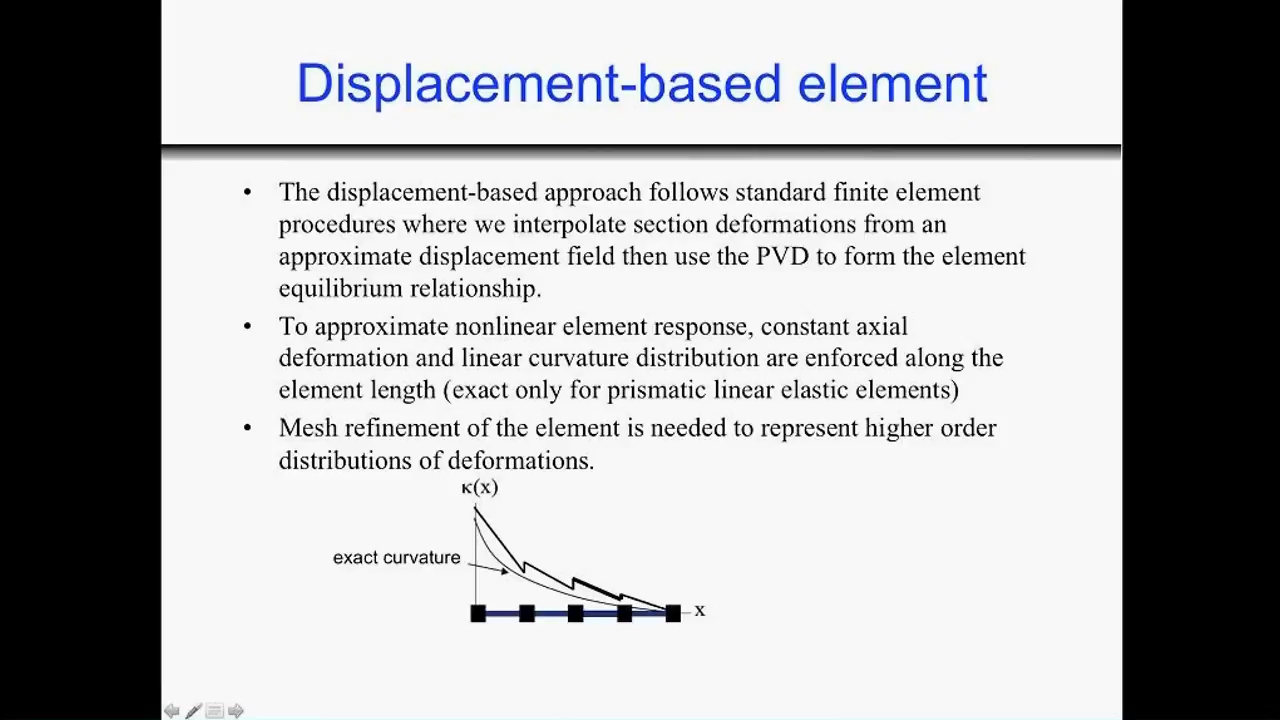 Displacement-based element
• The displacement-based approach follows standard finite element
procedures where we interpolate section deformations from an
approximate displacement field then use the PVD to form the element
equilibrium relationship.
• To approximate nonlinear element response, constant axial
deformation and linear curvature distribution are enforced along the
element length (exact only for prismatic linear elastic elements)
• Mesh refinement of the element is needed to represent higher order
distributions of deformations.
κ(x)
exact curvature
x